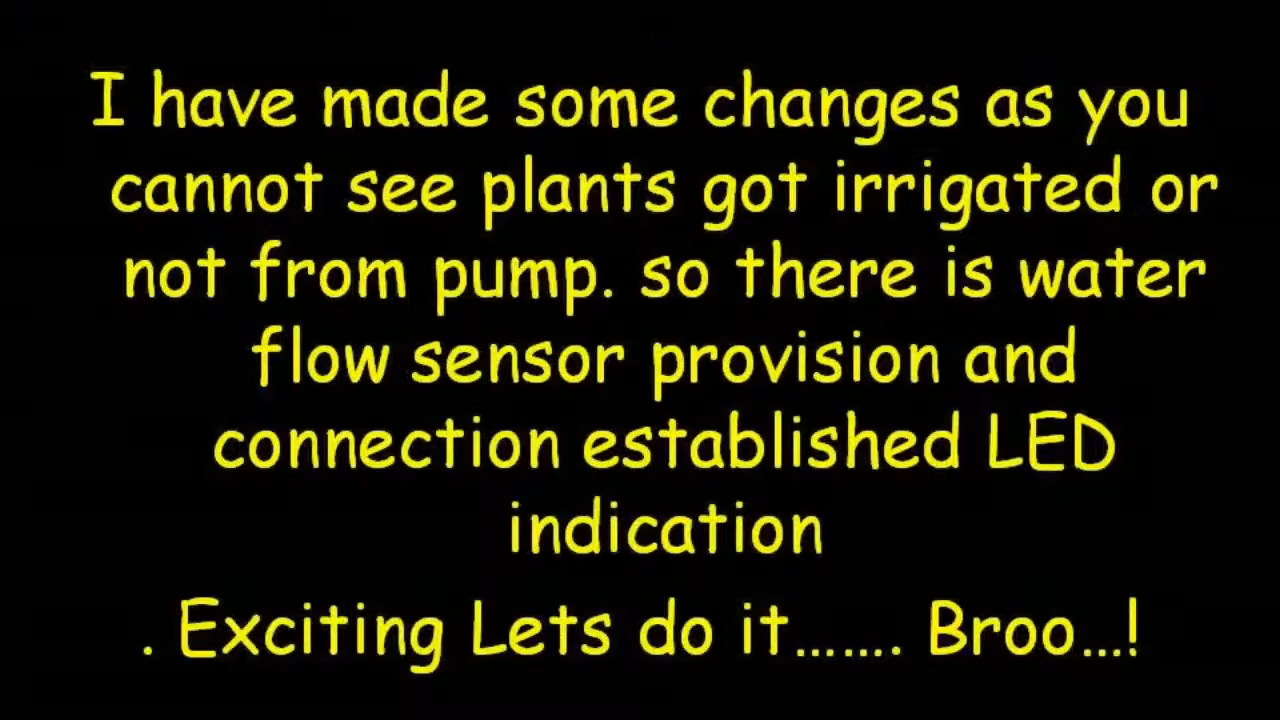 I have made some changes as you
cannot see plants got irrigated or
not from pump. so there is water
flow sensor provision and
connection established LED
indication
. Exciting Lets do it……. Broo…!